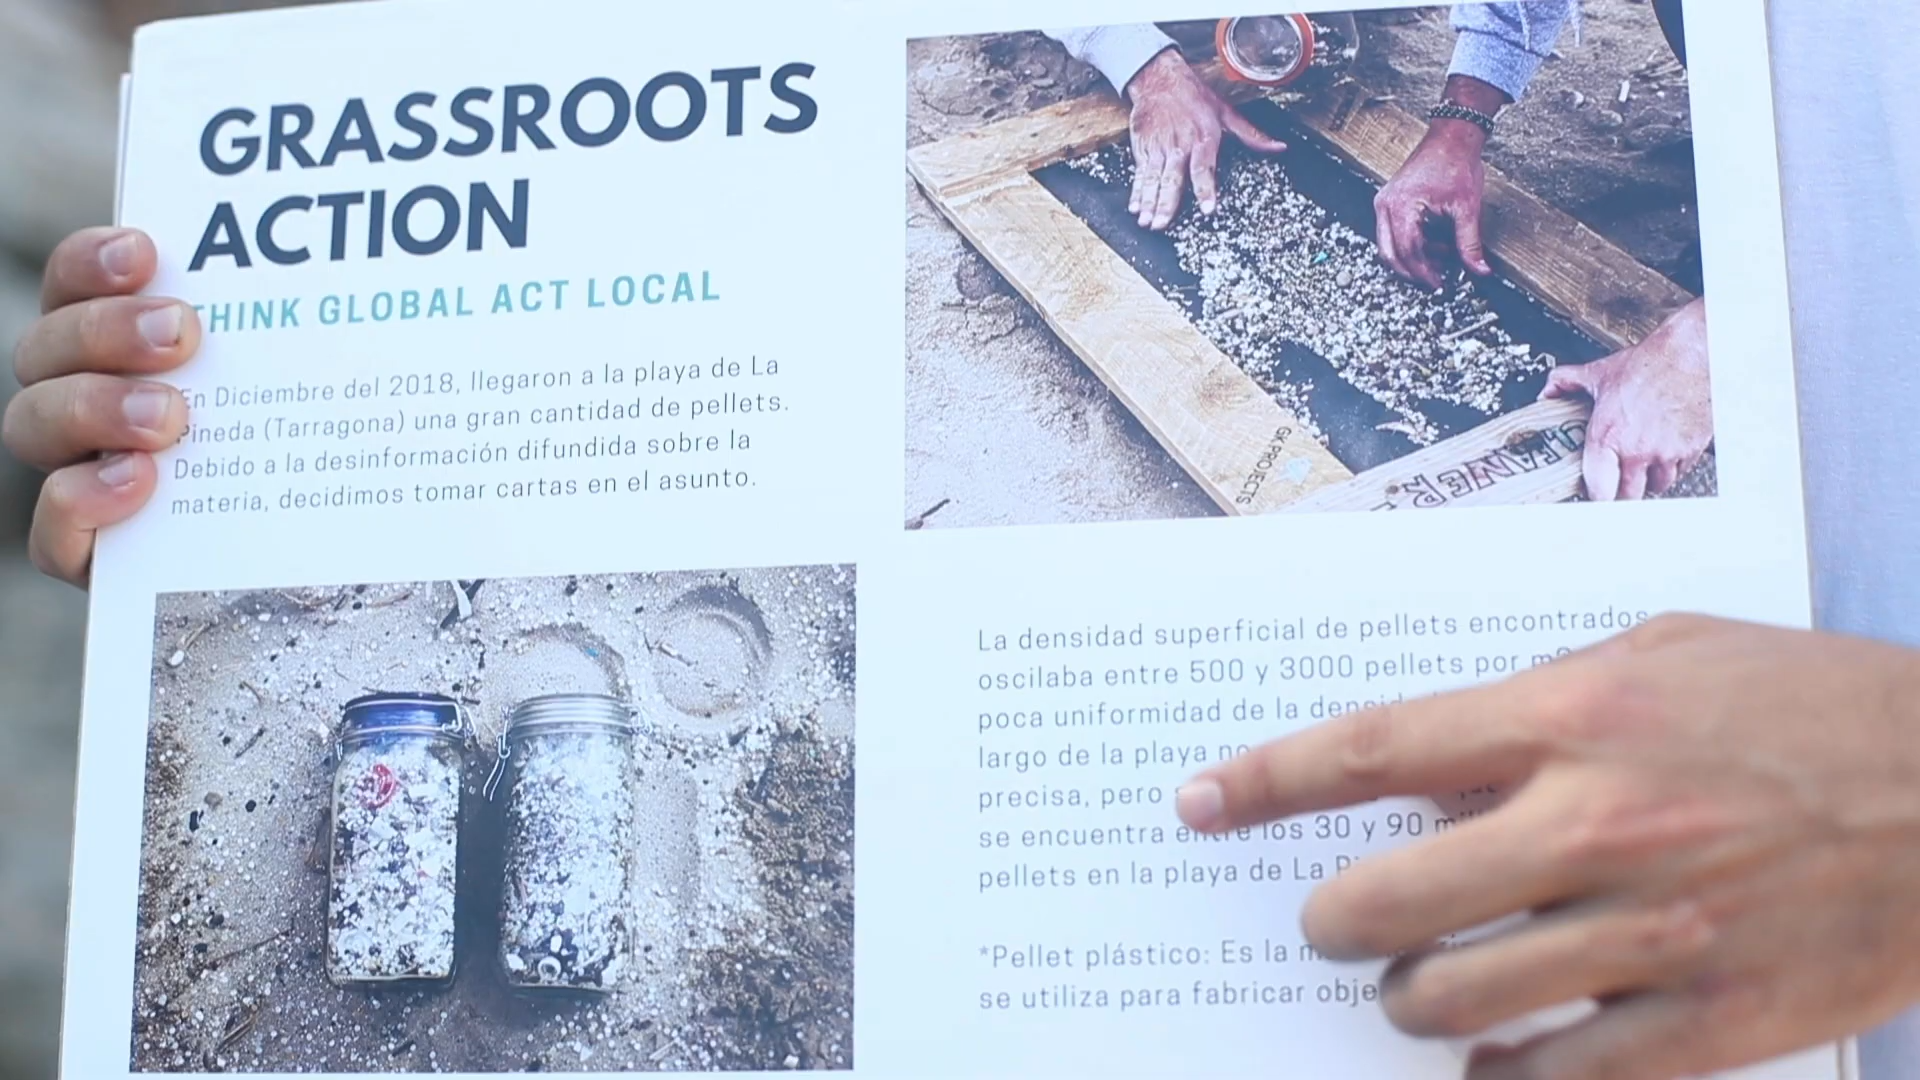 GRASSROOTS
ACTION
THINK GLOBAL ACT LOCAL
En Diciembre del 2018, llegaron a la playa de La
Pineda (Tarragona) una gran cantidad de pellets.
Debido a la desinformación difundida sobre la
materia, decidimos tomar cartas en el asunto.
GK PROJECTS
La densidad superficial de pellets encontrados
oscilaba entre 500 y 3000 pellets por
poca uniformidad de la
largo de la playa
precisa, pero
se encuentra entre los 30 y 90
pellets en la playa de La
*Pellet plástico: Es la
se utiliza para fabricar